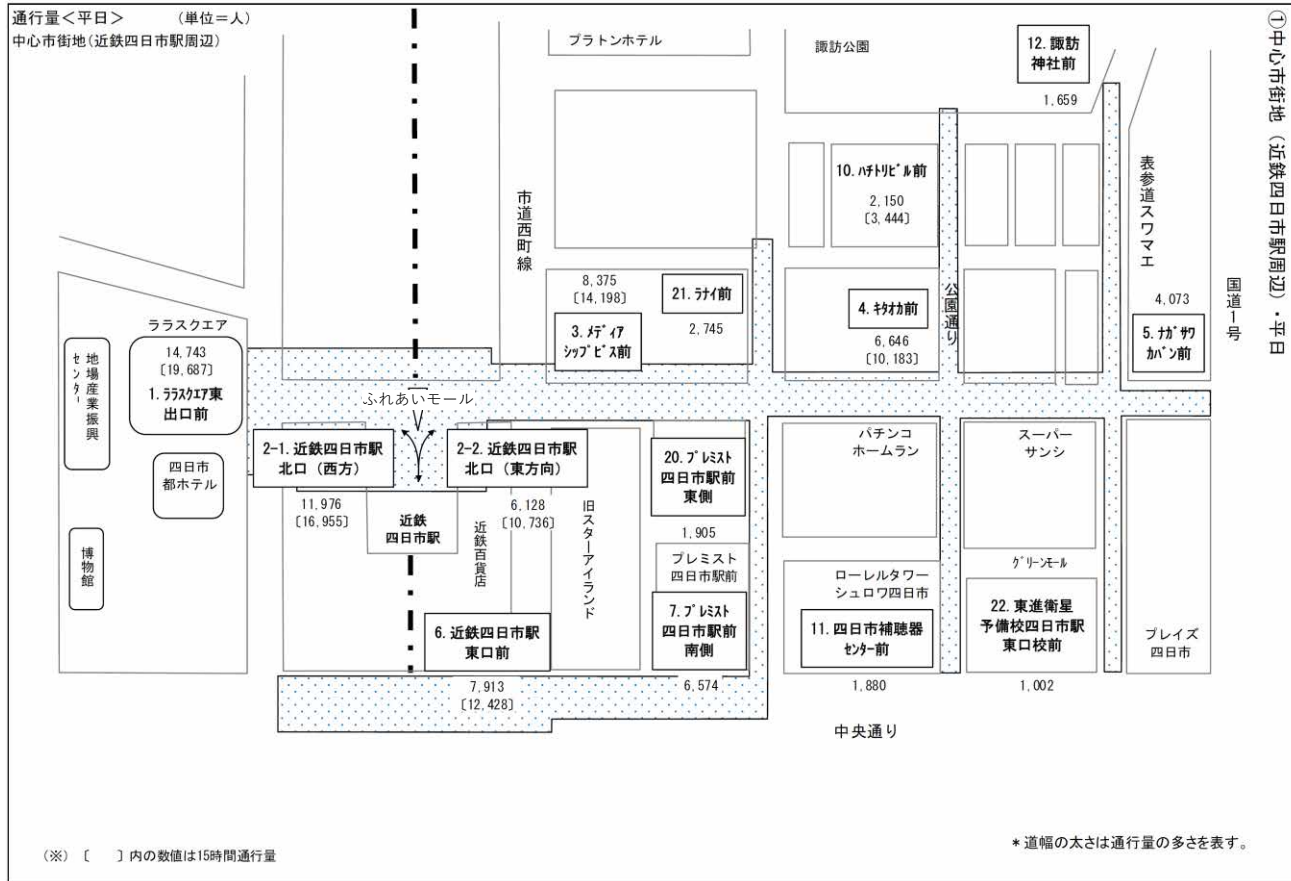 通行量＜平日＞　（単位＝人）
中心市街地（近鉄四日市駅周辺）
①中心市街地（近鉄四日市駅周辺）・平日
プラトンホテル
諏訪公園
12. 諏訪
神社前
1,659
10. ﾊﾁﾄﾘﾋﾞﾙ前
2,150
〔3,444〕
表参道スワマエ
市道西町線
国道1号
公園通り
8,375
〔14,198〕
3. ﾒﾃﾞｨｱ
ｼｯﾌﾟﾋﾞｽ前
21. ﾗﾅｲ前
2,745
4. ｷﾀｵｶ前
6,646
〔10,183〕
4,073
5. ﾅｶﾞｻﾜ
ｶﾊﾞﾝ前
ララスクエア
14,743
〔19,687〕
1. ﾗﾗｽｸｴｱ東
出口前
地場産業振興
センター
四日市
都ホテル
博物館
ふれあいモール
2-1. 近鉄四日市駅
北口（西方）
11,976
〔16,955〕
2-2. 近鉄四日市駅
北口（東方向）
6,128
〔10,736〕
近鉄
四日市駅
近鉄百貨店
旧スターアイランド
20. ﾌﾟﾚﾐｽﾄ
四日市駅前
東側
1,905
プレミスト
四日市駅前
7. ﾌﾟﾚﾐｽﾄ
四日市駅前
南側
6,574
6. 近鉄四日市駅
東口前
7,913
〔12,428〕
パチンコ
ホームラン
スーパー
サンシ
ローレルタワー
シュロワ四日市
11. 四日市補聴器
ｾﾝﾀｰ前
1,880
ｸﾞﾘｰﾝﾓｰﾙ
22. 東進衛星
予備校四日市駅
東口校前
1,002
プレイズ
四日市
中央通り
（※）〔　　〕内の数値は15時間通行量
＊道幅の太さは通行量の多さを表す。